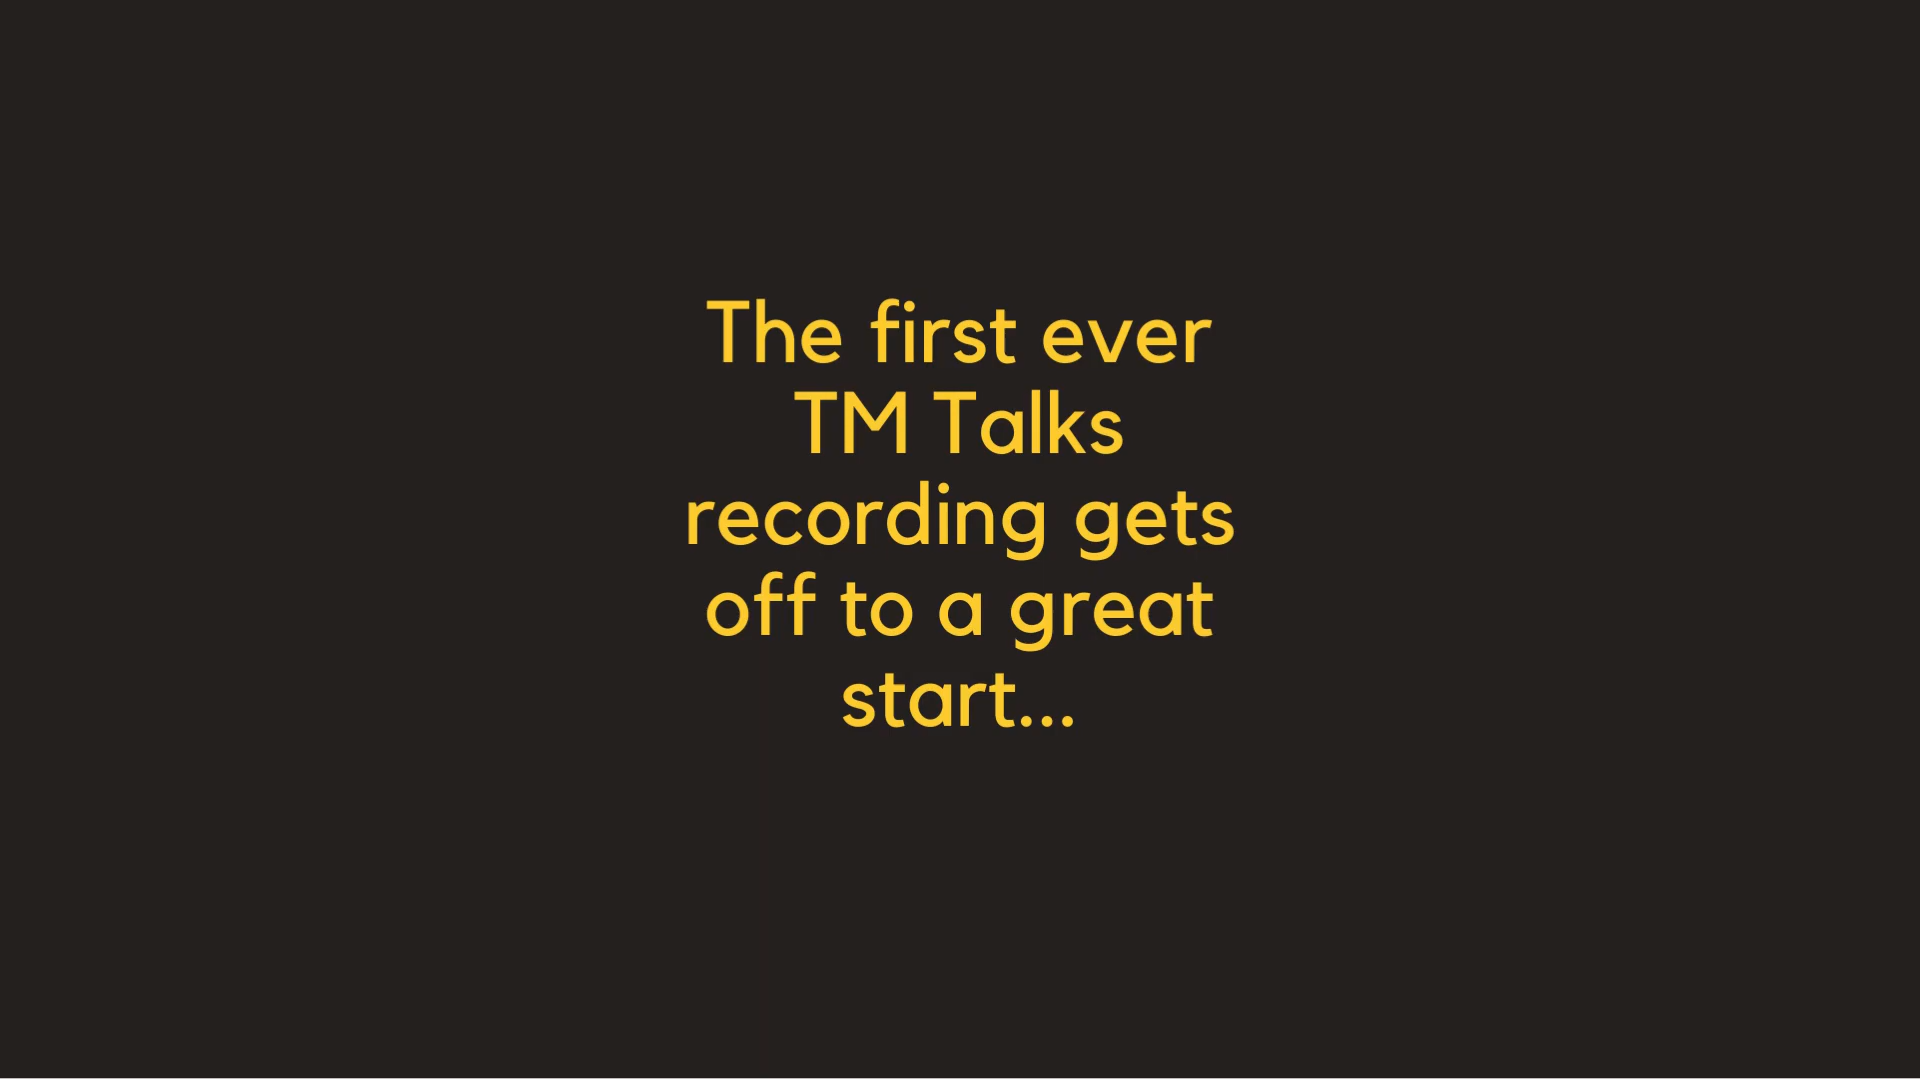 The first ever
TM Talks
recording gets
off to a great
start...